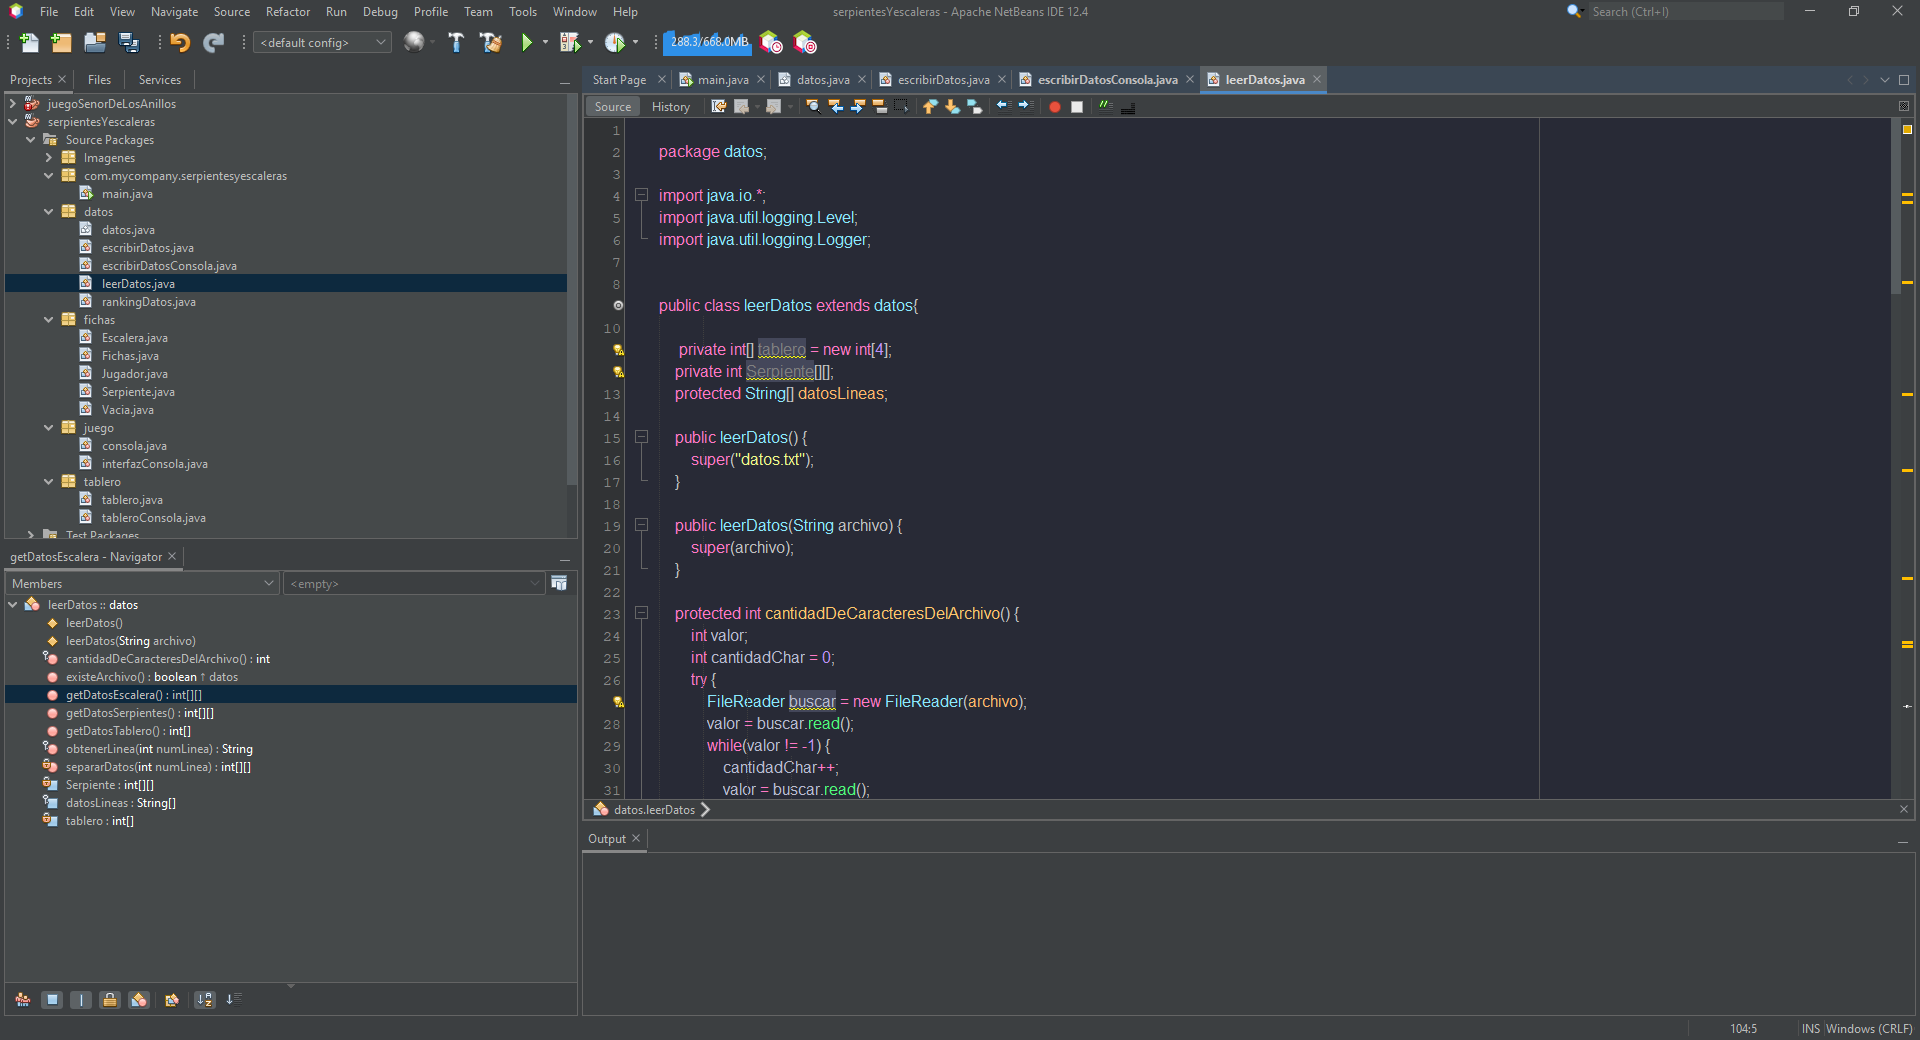 File Edit View Navigate Source Refactor Run Debug Profile Team Tools Window Help
serpientesYescaleras - Apache NetBeans IDE 12.4
Search (Ctrl+I)
<default config>
288.3/668.0MB
Projects Files Services
juegoSenorDeLosAnillos
serpientesYescaleras
Source Packages
Imagenes
com.mycompany.serpientesyescaleras
main.java
datos
datos.java
escribirDatos.java
escribirDatosConsola.java
leerDatos.java
rankingDatos.java
fichas
Escalera.java
Fichas.java
Jugador.java
Serpiente.java
Vacia.java
juego
consola.java
interfazConsola.java
tablero
tablero.java
tableroConsola.java
Test Packages
getDatosEscalera - Navigator
Members
<empty>
leerDatos :: datos
leerDatos()
leerDatos(String archivo)
cantidadDeCaracteresDelArchivo() : int
existeArchivo() : boolean ↑ datos
getDatosEscalera() : int[][]
getDatosSerpientes() : int[][]
getDatosTablero() : int[]
obtenerLinea(int numLinea) : String
separarDatos(int numLinea) : int[][]
Serpiente : int[][]
datosLineas : String[]
tablero : int[]
Start Page main.java datos.java escribirDatos.java escribirDatosConsola.java leerDatos.java
Source History
1
2 package datos;
3
4 import java.io.*;
5 import java.util.logging.Level;
6 import java.util.logging.Logger;
7
8
public class leerDatos extends datos{
10
private int[] tablero = new int[4];
private int Serpiente[][];
13 protected String[] datosLineas;
14
15 public leerDatos() {
16 super("datos.txt");
17 }
18
19 public leerDatos(String archivo) {
20 super(archivo);
21 }
22
23 protected int cantidadDeCaracteresDelArchivo() {
24 int valor;
25 int cantidadChar = 0;
26 try {
FileReader buscar = new FileReader(archivo);
28 valor = buscar.read();
29 while(valor != -1) {
30 cantidadChar++;
31 valor = buscar.read();
datos.leerDatos
Output
104:5 INS Windows (CRLF)